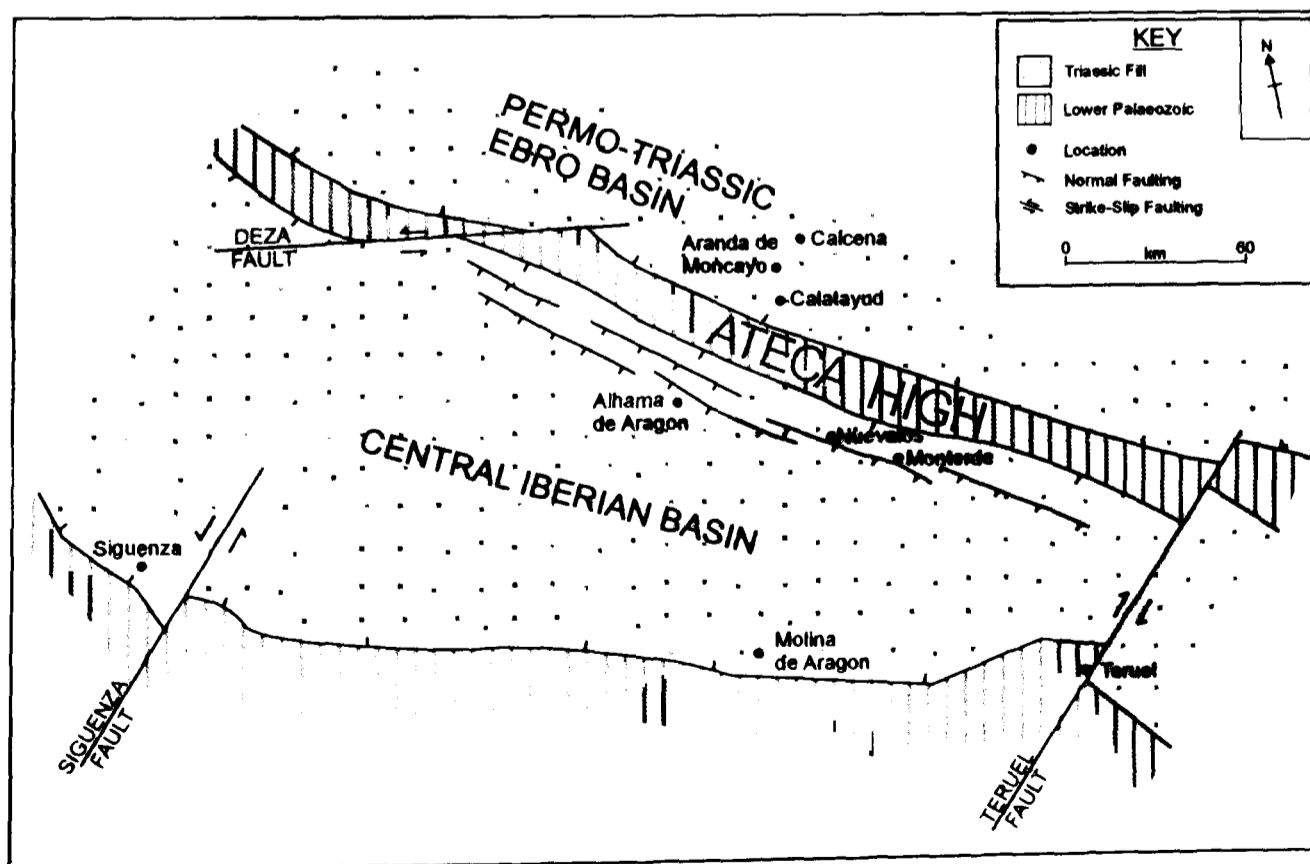 KEY
N
Triassic Fill
Lower Palaeozoic
Location
Normal Faulting
Strike-Slip Faulting
0 60
km
PERMO-TRIASSIC
EBRO BASIN
DEZA
FAULT
Aranda de
Moncayo
Calcena
Calatayud
ATECA HIGH
Alhama
de Aragon
Nuevalos
Monterde
CENTRAL IBERIAN BASIN
Siguenza
Molina
de Aragon
Teruel
SIGUENZA
FAULT
TERUEL
FAULT